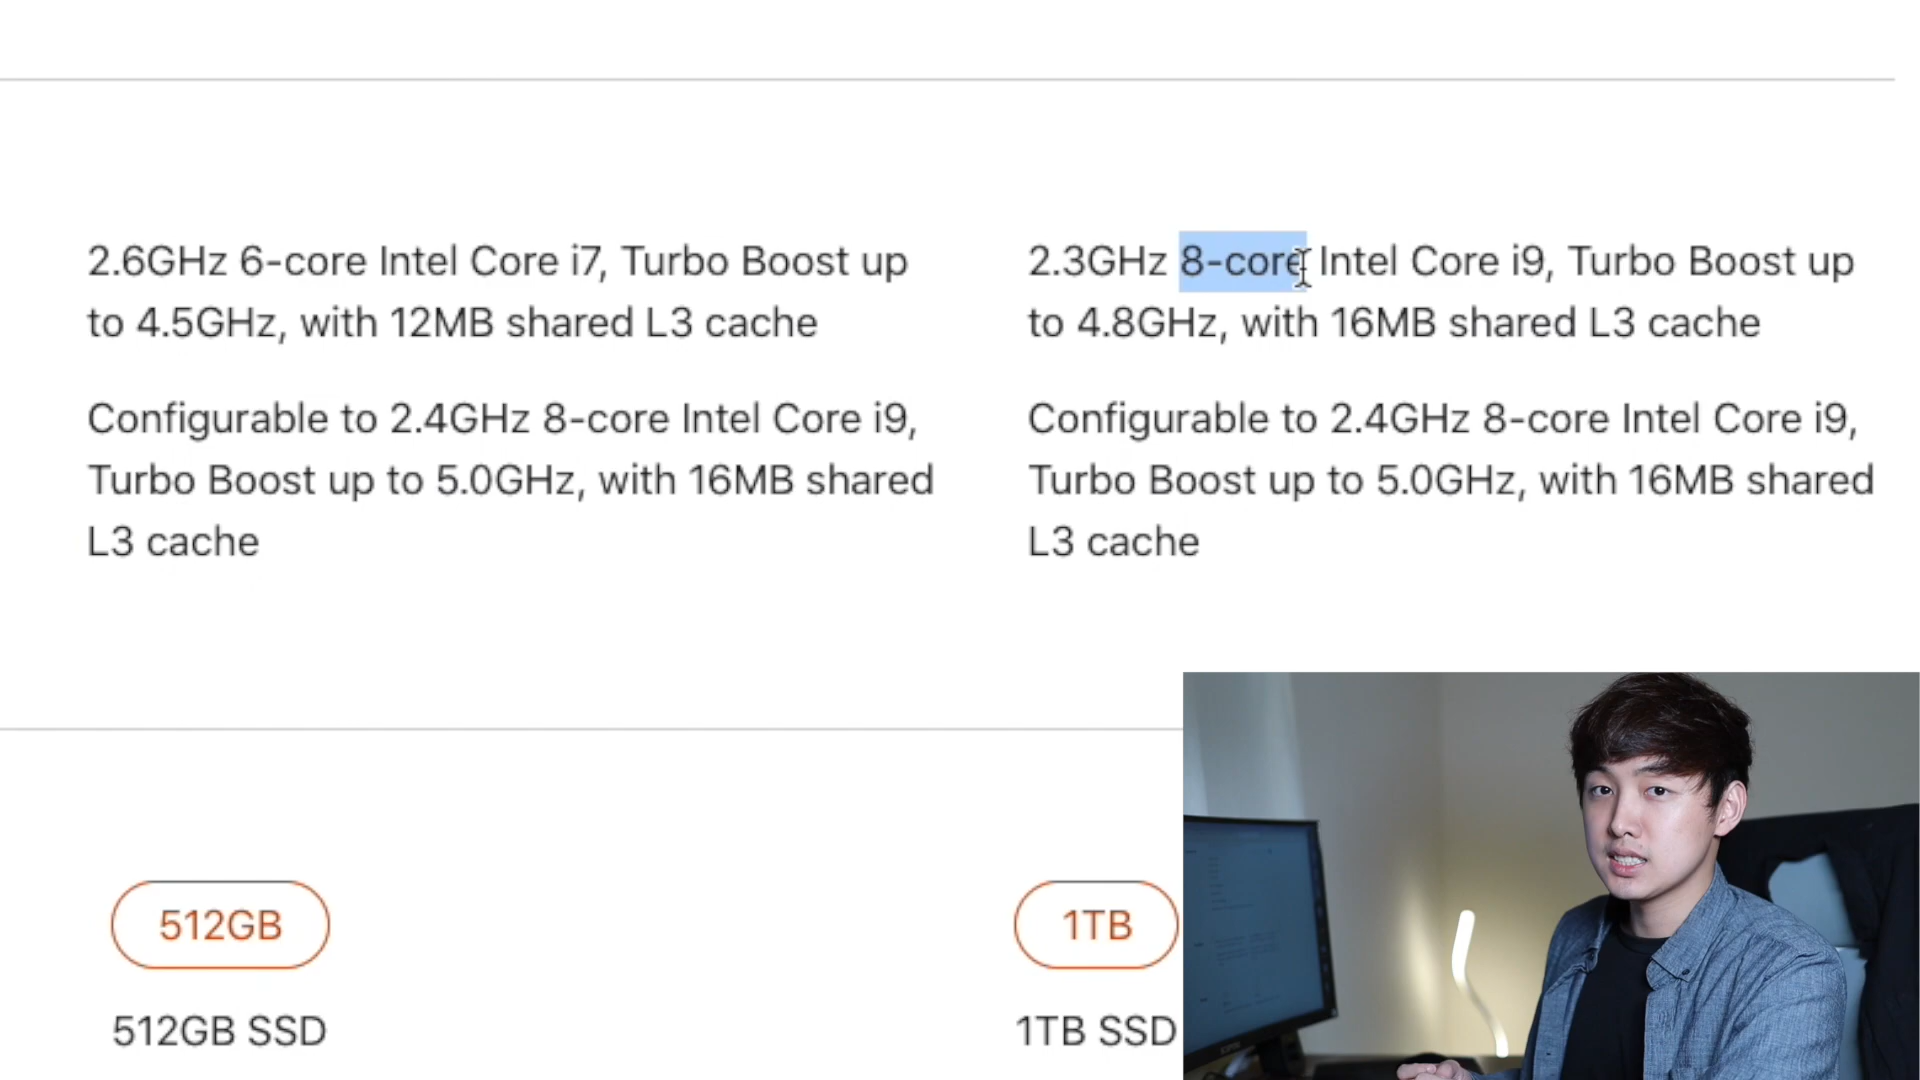 2.6GHz 6-core Intel Core i7, Turbo Boost up
to 4.5GHz, with 12MB shared L3 cache
Configurable to 2.4GHz 8-core Intel Core i9,
Turbo Boost up to 5.0GHz, with 16MB shared
L3 cache
2.3GHz 8-core Intel Core i9, Turbo Boost up
to 4.8GHz, with 16MB shared L3 cache
Configurable to 2.4GHz 8-core Intel Core i9,
Turbo Boost up to 5.0GHz, with 16MB shared
L3 cache
512GB
512GB SSD
1TB
1TB SSD